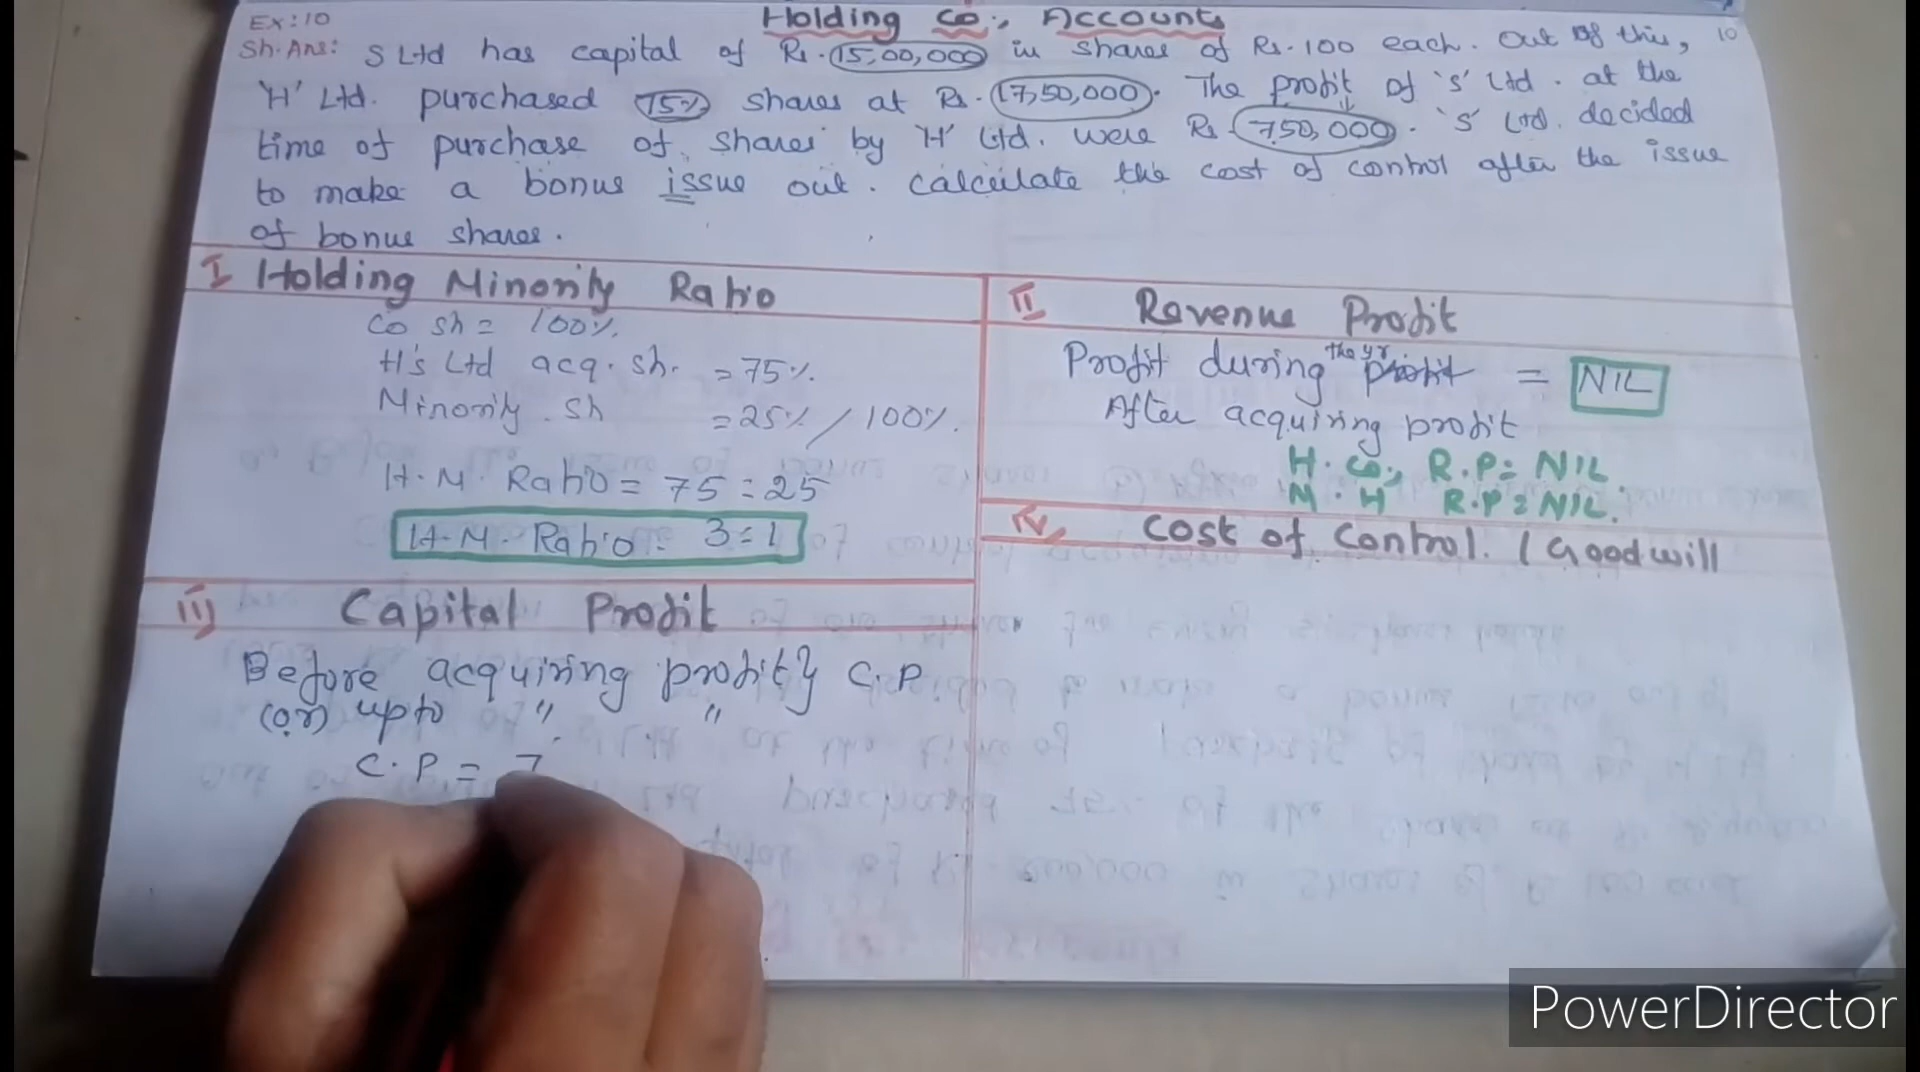 Ex:10 Holding Co., Accounts
Sh. Ans: S Ltd has capital of Rs. 15,00,000 in shares of Rs. 100 each. Out of this, 10
'H' Ltd. purchased 75% shares at Rs. 17,50,000. The profit of 'S' Ltd. at the
time of purchase of shares by 'H' Ltd. were Rs. 750,000. 'S' Ltd. decided
to make a bonus issue out. Calculate the cost of control after the issue
of bonus shares.
I Holding Minority Ratio
Co sh = 100%.
H's Ltd acq. sh. = 75%.
Minority. sh = 25% / 100%.
H.M. Ratio = 75 : 25
H.M. Ratio = 3:1
II Revenue Profit
Profit during the yr profit = NIL
After acquiring profit
H. Co., R.P = NIL.
M. H R.P = NIL.
III Capital Profit
Before acquiring profit} C.P
(or) upto " "
C.P = 7
IV Cost of Control. (Goodwill
PowerDirector